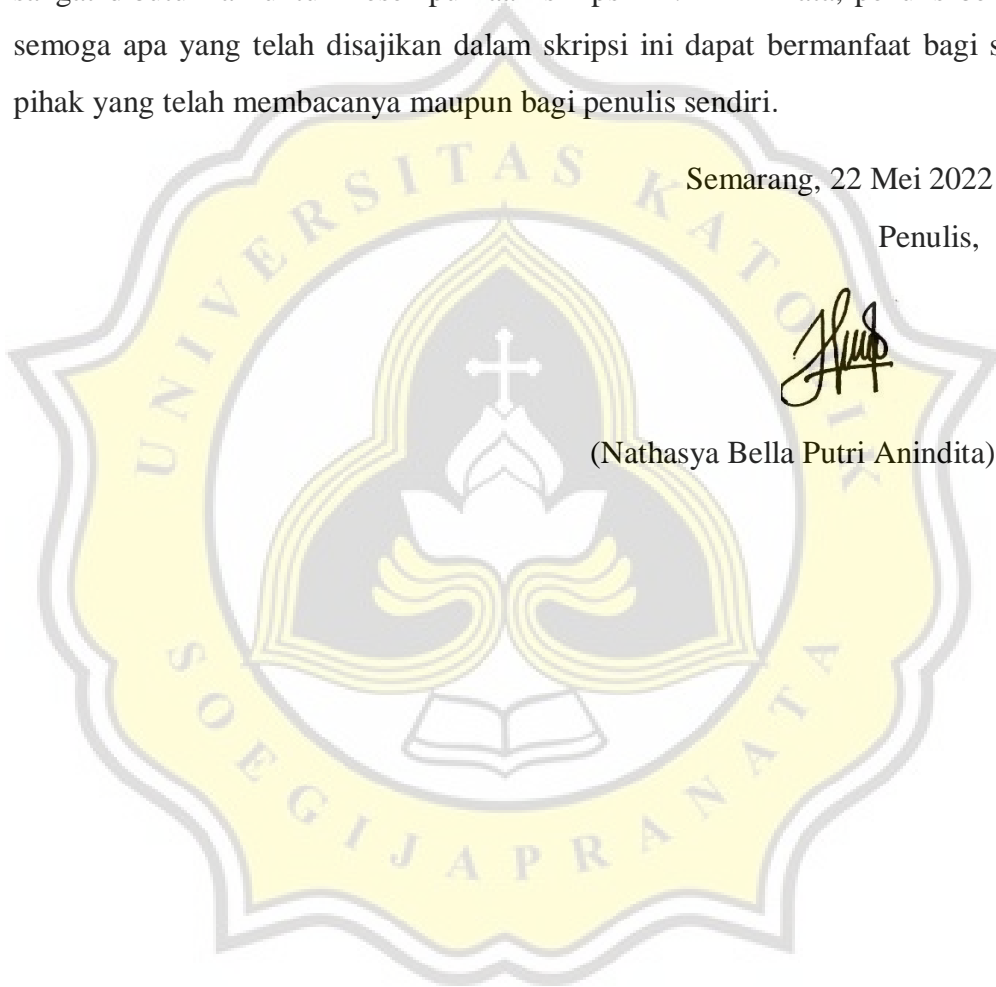 semoga apa yang telah disajikan dalam skripsi ini dapat bermanfaat bagi
pihak yang telah membacanya maupun bagi penulis sendiri.
Semarang, 22 Mei 2022
Penulis,
(Nathasya Bella Putri Anindita)
UNIVERSITAS KATOLIK
SOEGIJAPRANATA